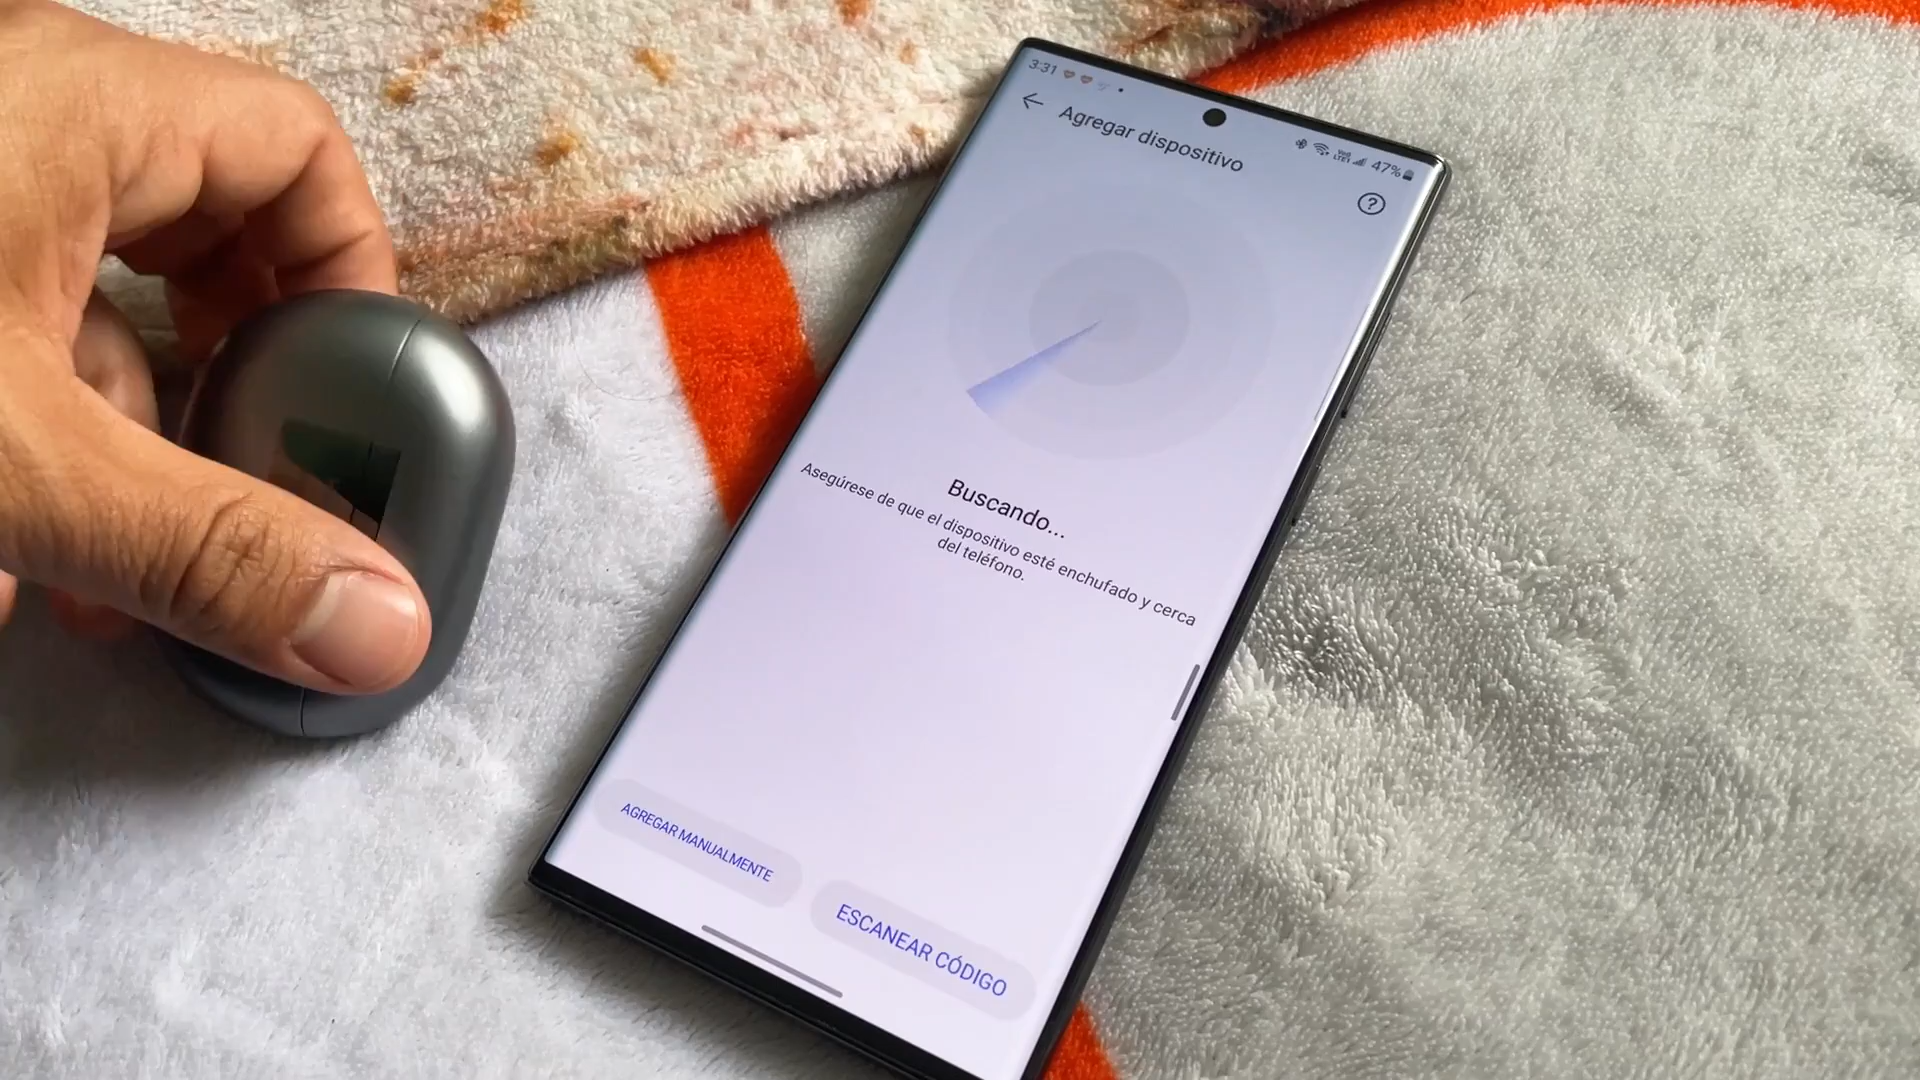 3:31
47%
Agregar dispositivo
?
Buscando...
Asegúrese de que el dispositivo esté enchufado y cerca
del teléfono.
AGREGAR MANUALMENTE
ESCANEAR CÓDIGO